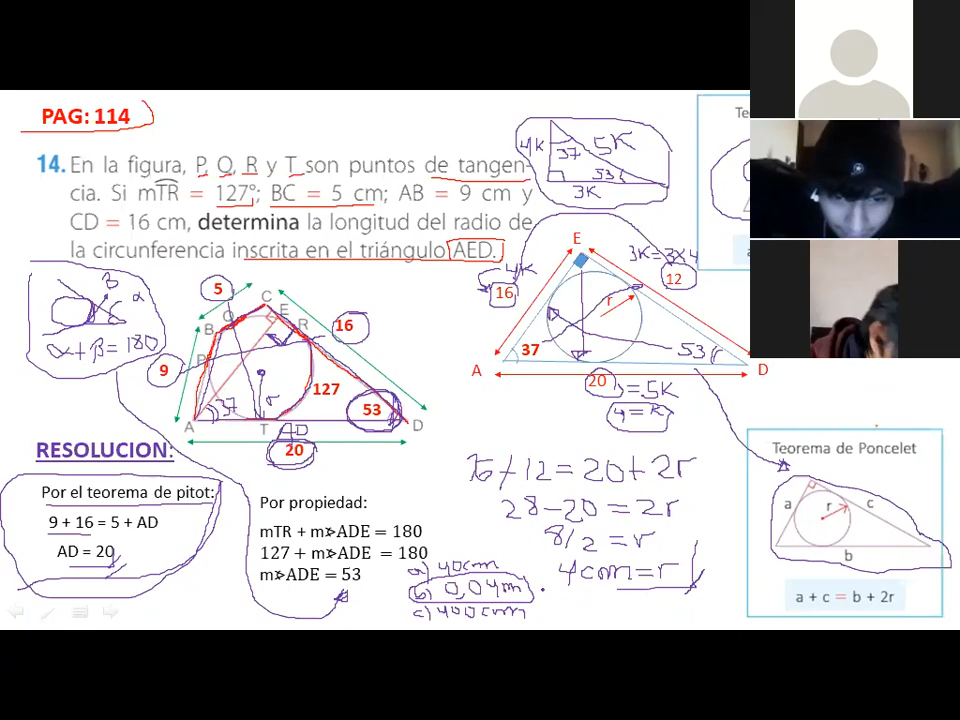 PAG: 114
14. En la figura, P, Q, R y T son puntos de tangen-
cia. Si mTR = 127°; BC = 5 cm; AB = 9 cm y
CD = 16 cm, determina la longitud del radio de
la circunferencia inscrita en el triángulo AED.
Te
4K
37
5K
53
3K
B
α
α + β = 180
5
C
E
B
Q
R
16
P
9
127
37
r
53
A
T
D
AD
20
E
4K
3K = 3x4
16
12
r
37
53
A
D
20 = 5K
4 = K
RESOLUCION:
Por el teorema de pitot:
9 + 16 = 5 + AD
AD = 20
Por propiedad:
mTR + m∢ADE = 180
127 + m∢ADE = 180
m∢ADE = 53
16 + 12 = 20 + 2r
28 - 20 = 2r
8/2 = r
4cm = r
a) 40cm
b) 0,04m
c) 400cm
Teorema de Poncelet
a
r
c
b
a + c = b + 2r